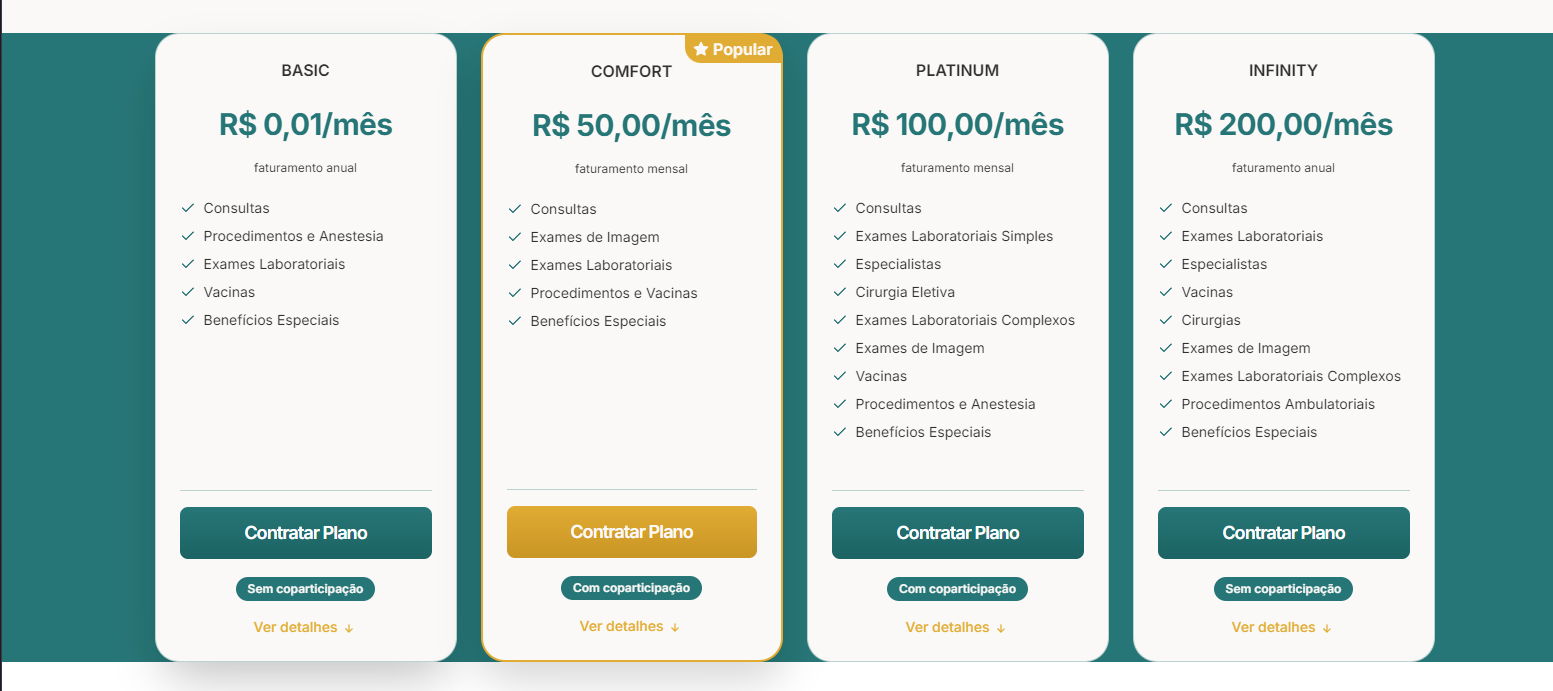 BASIC
R$ 0,01/mês
faturamento anual
Consultas
Procedimentos e Anestesia
Exames Laboratoriais
Vacinas
Benefícios Especiais
Contratar Plano
Sem coparticipação
Ver detalhes ↓
Popular
COMFORT
R$ 50,00/mês
faturamento mensal
Consultas
Exames de Imagem
Exames Laboratoriais
Procedimentos e Vacinas
Benefícios Especiais
Contratar Plano
Com coparticipação
Ver detalhes ↓
PLATINUM
R$ 100,00/mês
faturamento mensal
Consultas
Exames Laboratoriais Simples
Especialistas
Cirurgia Eletiva
Exames Laboratoriais Complexos
Exames de Imagem
Vacinas
Procedimentos e Anestesia
Benefícios Especiais
Contratar Plano
Com coparticipação
Ver detalhes ↓
INFINITY
R$ 200,00/mês
faturamento anual
Consultas
Exames Laboratoriais
Especialistas
Vacinas
Cirurgias
Exames de Imagem
Exames Laboratoriais Complexos
Procedimentos Ambulatoriais
Benefícios Especiais
Contratar Plano
Sem coparticipação
Ver detalhes ↓